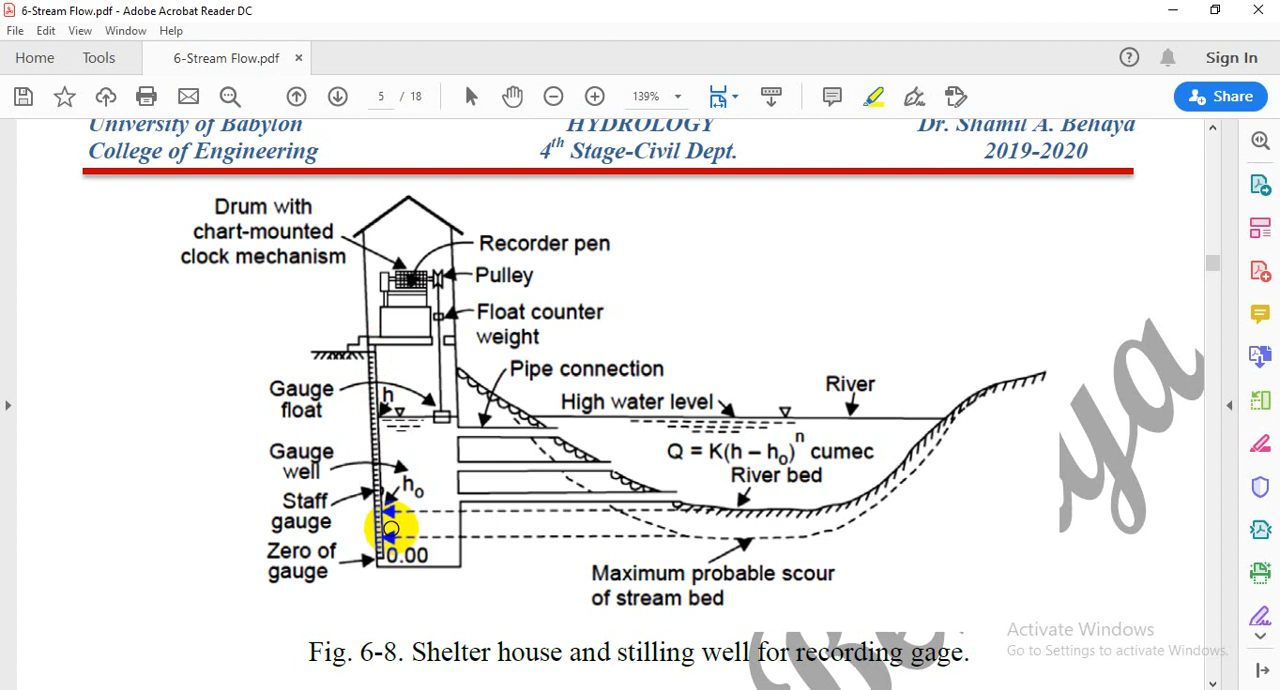 6-Stream Flow.pdf - Adobe Acrobat Reader DC
File Edit View Window Help
Home Tools 6-Stream Flow.pdf × Sign In
5 / 18 139% Share
University of Babylon HYDROLOGY Dr. Shamil A. Behaya
College of Engineering 4th Stage-Civil Dept. 2019-2020
Drum with
chart-mounted
clock mechanism
Recorder pen
Pulley
Float counter
weight
Pipe connection
Gauge
float
h
High water level
River
Q = K(h – ho)n cumec
River bed
Gauge
well
ho
Staff
gauge
Zero of
gauge
0.00
Maximum probable scour
of stream bed
Fig. 6-8. Shelter house and stilling well for recording gage.
Activate Windows
Go to Settings to activate Windows.